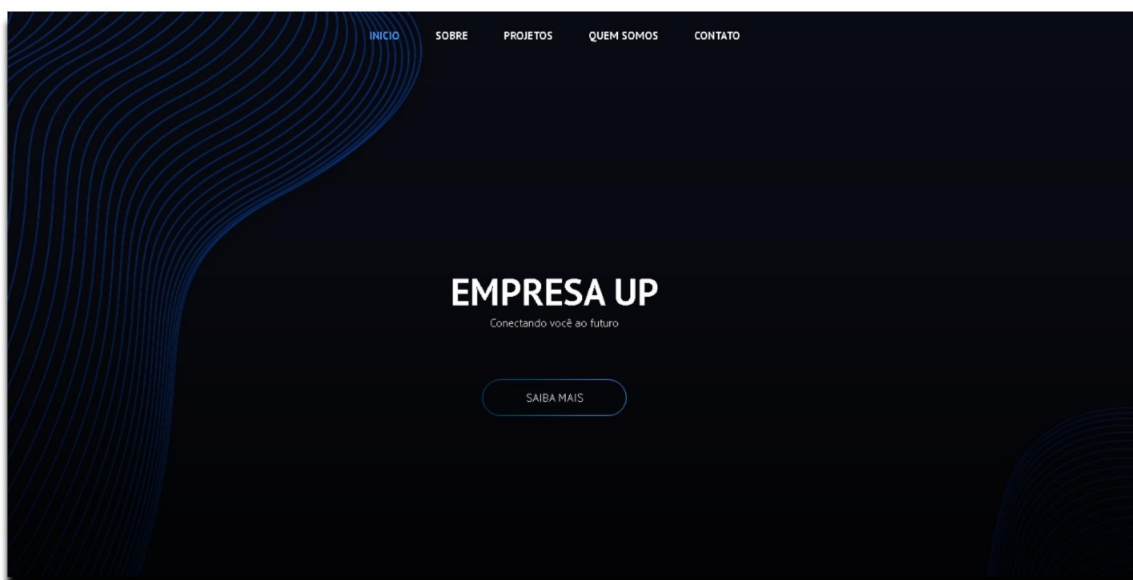 INICIO SOBRE PROJETOS QUEM SOMOS CONTATO
EMPRESA UP
Conectando você ao futuro
SAIBA MAIS